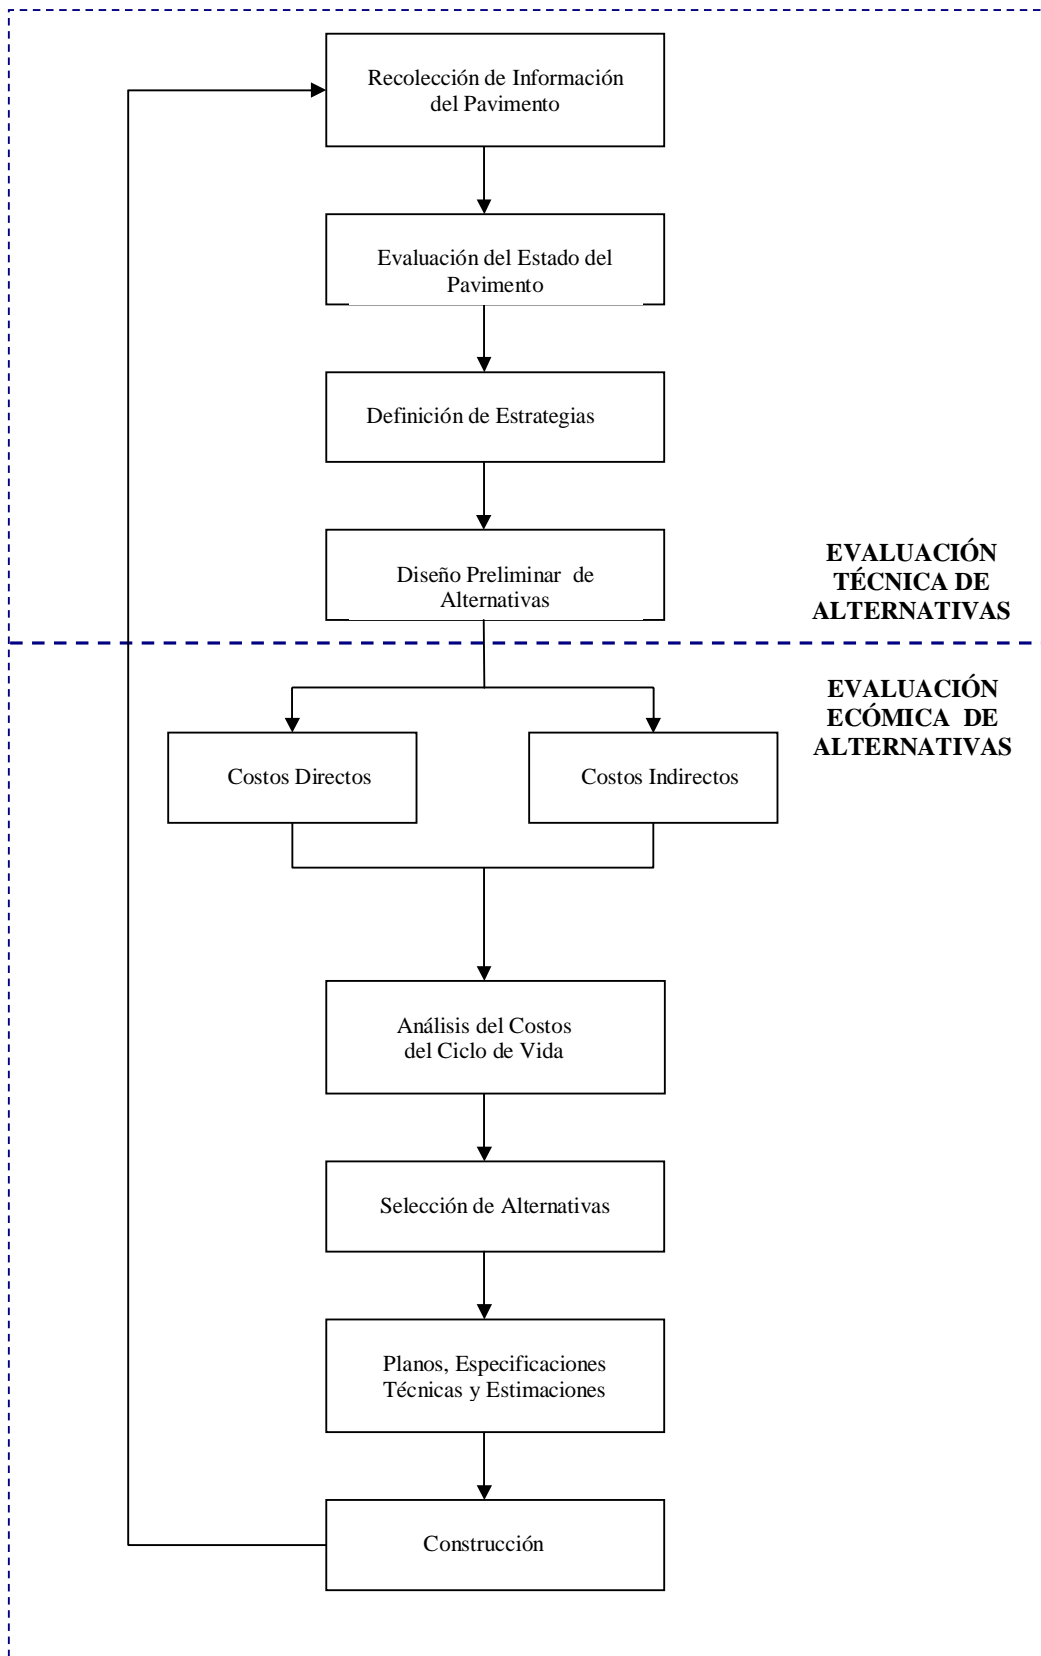 Recolección de Información
del Pavimento
Evaluación del Estado del
Pavimento
Definición de Estrategias
Diseño Preliminar de
Alternativas
EVALUACIÓN
TÉCNICA DE
ALTERNATIVAS
EVALUACIÓN
ECÓMICA DE
ALTERNATIVAS
Costos Directos
Costos Indirectos
Análisis del Costos
del Ciclo de Vida
Selección de Alternativas
Planos, Especificaciones
Técnicas y Estimaciones
Construcción